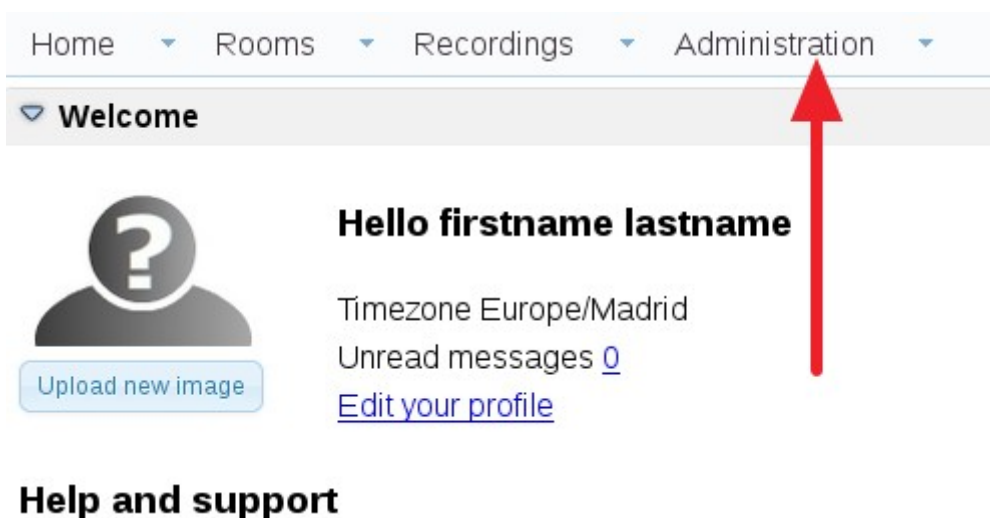 Home Rooms Recordings Administration
Welcome
?
Hello firstname lastname
Timezone Europe/Madrid
Unread messages 0
Upload new image
Edit your profile
Help and support